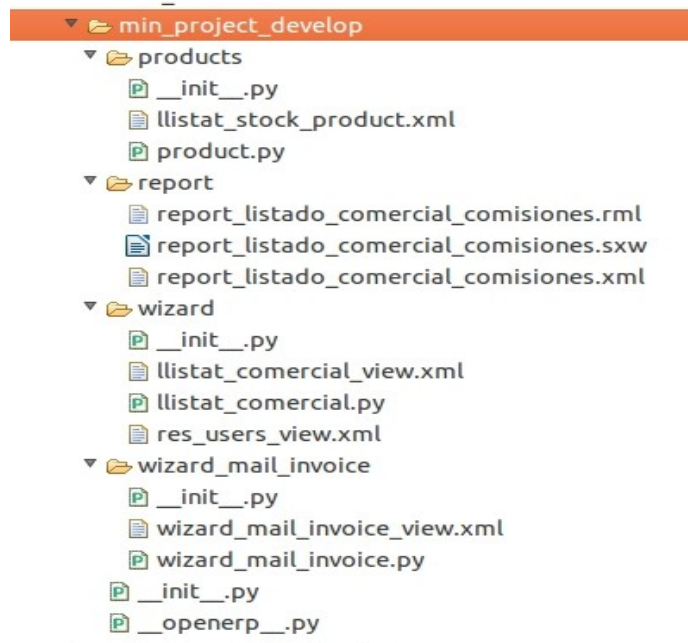 min_project_develop
products
__init__.py
llistat_stock_product.xml
product.py
report
report_listado_comercial_comisiones.rml
report_listado_comercial_comisiones.sxw
report_listado_comercial_comisiones.xml
wizard
__init__.py
llistat_comercial_view.xml
llistat_comercial.py
res_users_view.xml
wizard_mail_invoice
__init__.py
wizard_mail_invoice_view.xml
wizard_mail_invoice.py
__init__.py
__openerp__.py